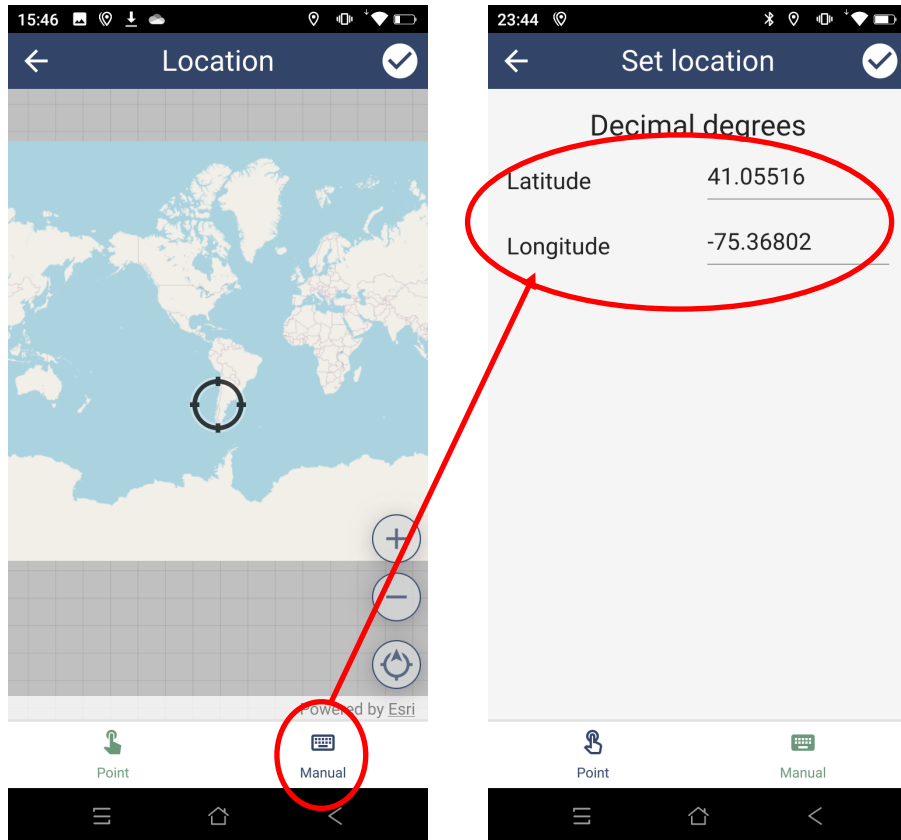 15:46
Location
Powered by Esri
Point
Manual
23:44
Set location
Decimal degrees
Latitude
41.05516
Longitude
-75.36802
Point
Manual